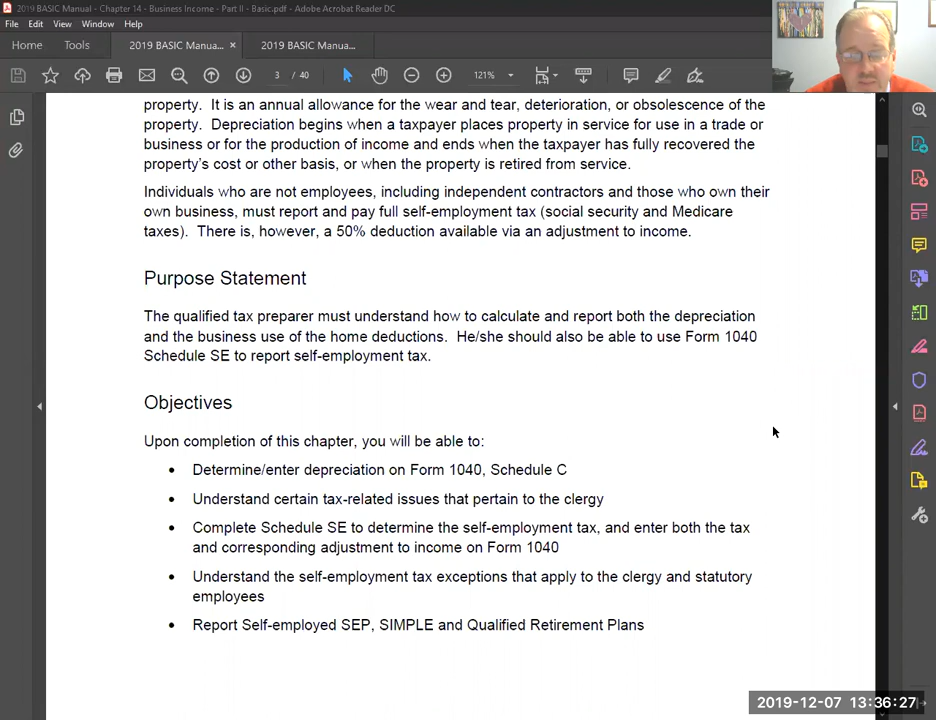 2019 BASIC Manual - Chapter 14 - Business Income - Part II - Basic.pdf - Adobe Acrobat Reader DC
File Edit View Window Help
Home Tools 2019 BASIC Manua... × 2019 BASIC Manua...
3 / 40 121%
property. It is an annual allowance for the wear and tear, deterioration, or obsolescence of the
property. Depreciation begins when a taxpayer places property in service for use in a trade or
business or for the production of income and ends when the taxpayer has fully recovered the
property's cost or other basis, or when the property is retired from service.
Individuals who are not employees, including independent contractors and those who own their
own business, must report and pay full self-employment tax (social security and Medicare
taxes). There is, however, a 50% deduction available via an adjustment to income.
Purpose Statement
The qualified tax preparer must understand how to calculate and report both the depreciation
and the business use of the home deductions. He/she should also be able to use Form 1040
Schedule SE to report self-employment tax.
Objectives
Upon completion of this chapter, you will be able to:
• Determine/enter depreciation on Form 1040, Schedule C
• Understand certain tax-related issues that pertain to the clergy
• Complete Schedule SE to determine the self-employment tax, and enter both the tax
and corresponding adjustment to income on Form 1040
• Understand the self-employment tax exceptions that apply to the clergy and statutory
employees
• Report Self-employed SEP, SIMPLE and Qualified Retirement Plans
2019-12-07 13:36:27